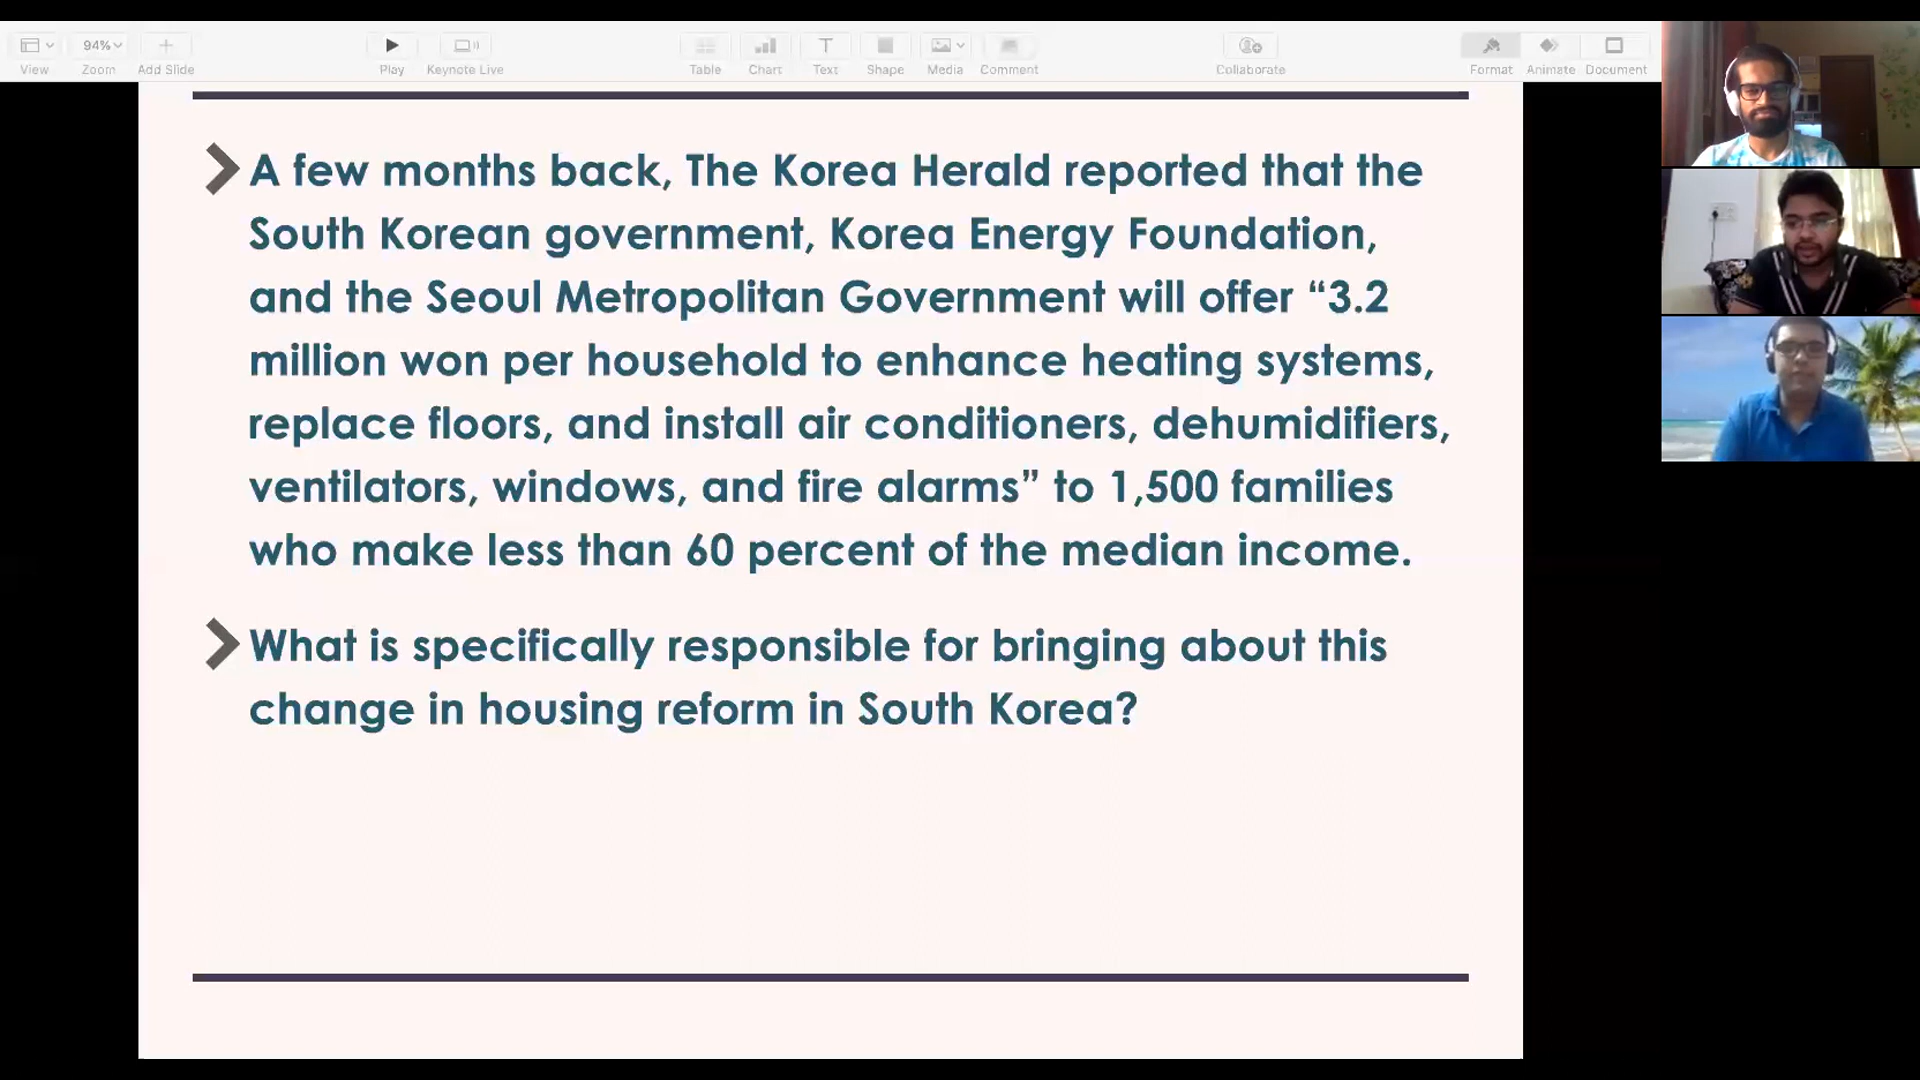 View
94%
Zoom
Add Slide
Play
Keynote Live
Table
Chart
Text
Shape
Media
Comment
Collaborate
Format
Animate
Document
A few months back, The Korea Herald reported that the
South Korean government, Korea Energy Foundation,
and the Seoul Metropolitan Government will offer “3.2
million won per household to enhance heating systems,
replace floors, and install air conditioners, dehumidifiers,
ventilators, windows, and fire alarms” to 1,500 families
who make less than 60 percent of the median income.
What is specifically responsible for bringing about this
change in housing reform in South Korea?